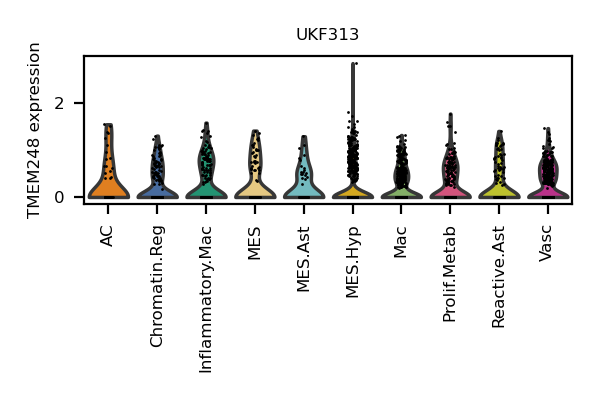 UKF313
TMEM248 expression
2
0
AC
Chromatin.Reg
Inflammatory.Mac
MES
MES.Ast
MES.Hyp
Mac
Prolif.Metab
Reactive.Ast
Vasc